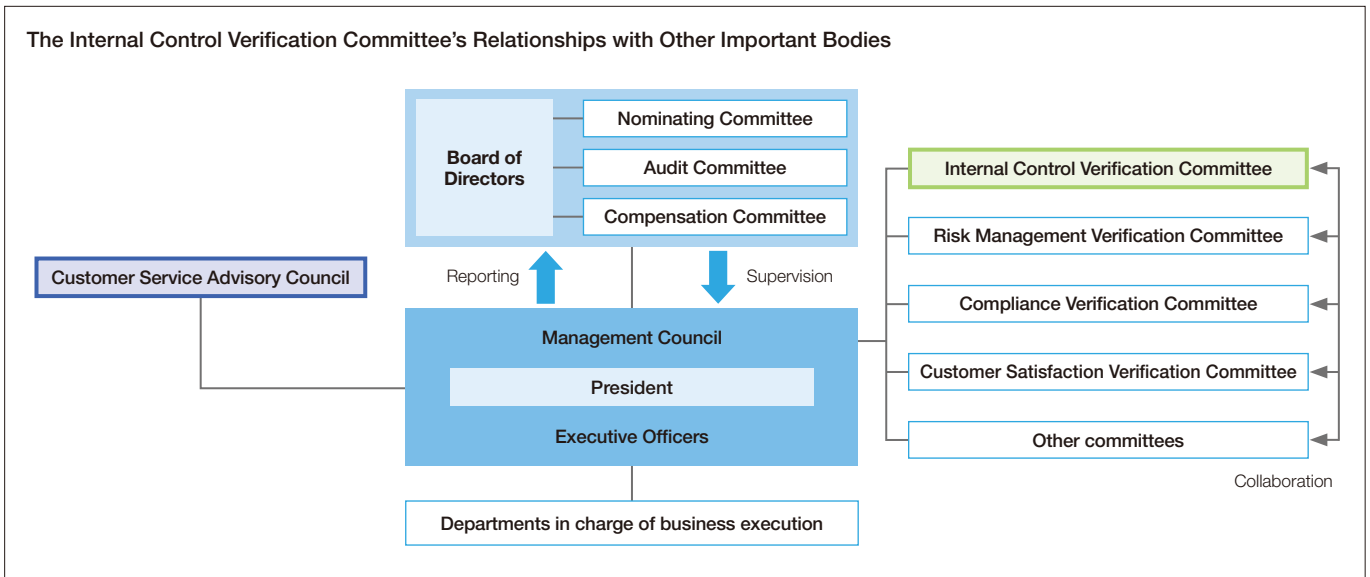 The Internal Control Verification Committee’s Relationships with Other Important Bodies
Board of
Directors
Nominating Committee
Audit Committee
Compensation Committee
Reporting
Supervision
Customer Service Advisory Council
Management Council
President
Executive Officers
Departments in charge of business execution
Internal Control Verification Committee
Risk Management Verification Committee
Compliance Verification Committee
Customer Satisfaction Verification Committee
Other committees
Collaboration